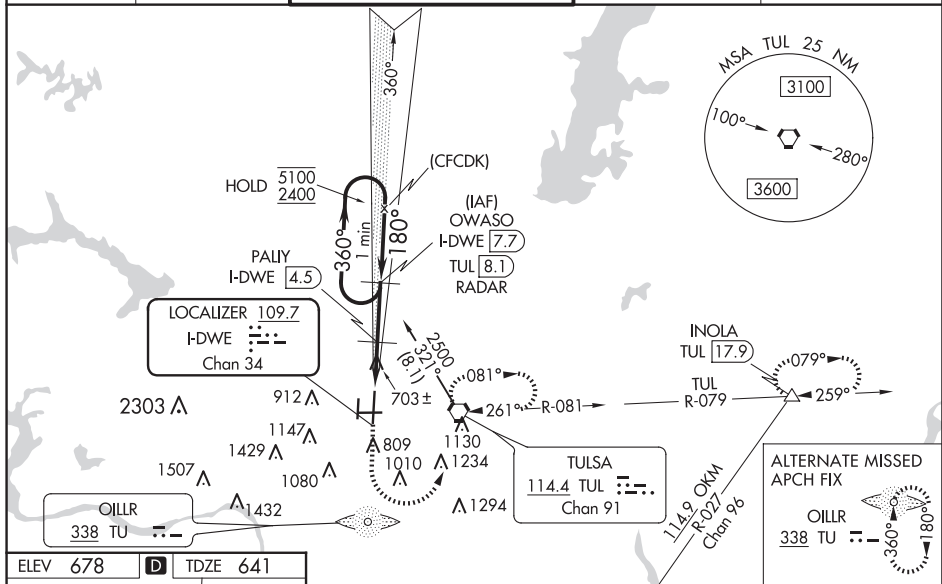 MSA TUL 25 NM
3100
100°
280°
3600
360°
(CFCDK)
HOLD 5100
2400
360°
1 min
180°
(IAF)
OWASO
I-DWE 7.7
TUL 8.1
RADAR
PALIY
I-DWE 4.5
LOCALIZER 109.7
I-DWE
Chan 34
2500
321°
(8.1)
INOLA
TUL 17.9
079°
259°
081°
261°
R-081
TUL
R-079
703±
2303
912
1147
1429
1507
1080
1432
809
1010
1130
1234
1294
TULSA
114.4 TUL
Chan 91
114.9 OKM
R-027
Chan 96
OILLR
338 TU
ALTERNATE MISSED
APCH FIX
OILLR
338 TU
360°
180°
ELEV 678 D TDZE 641